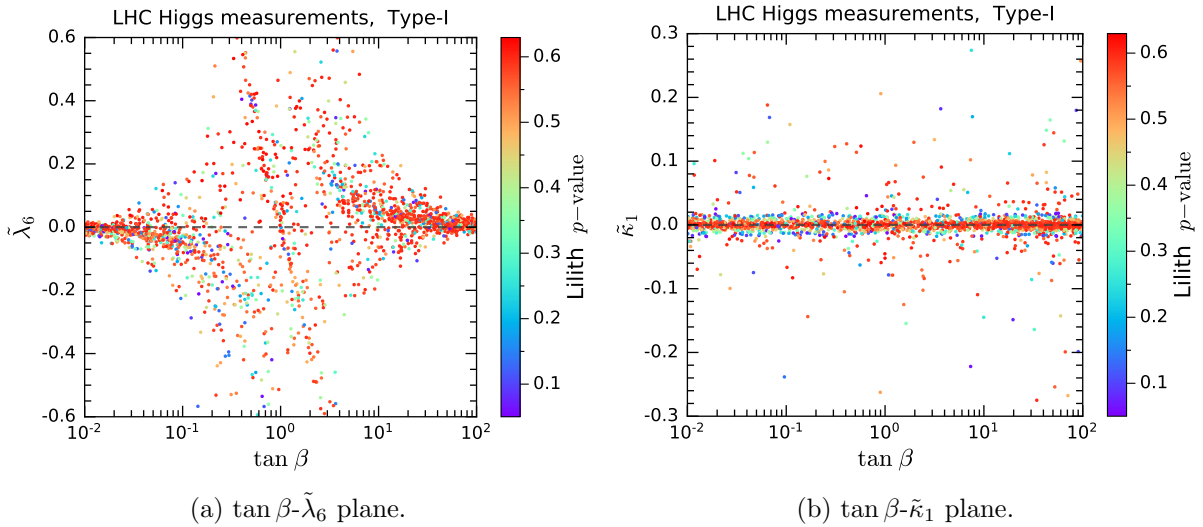 LHC Higgs measurements, Type-I
0.6
0.4
0.2
0.0
-0.2
-0.4
-0.6
λ̃₆
10⁻² 10⁻¹ 10⁰ 10¹ 10²
tan β
0.6
0.5
0.4
0.3
0.2
0.1
Lilith p−value
(a) tan β-λ̃₆ plane.
LHC Higgs measurements, Type-I
0.3
0.2
0.1
0.0
-0.1
-0.2
-0.3
κ̃₁
10⁻² 10⁻¹ 10⁰ 10¹ 10²
tan β
0.6
0.5
0.4
0.3
0.2
0.1
Lilith p−value
(b) tan β-κ̃₁ plane.